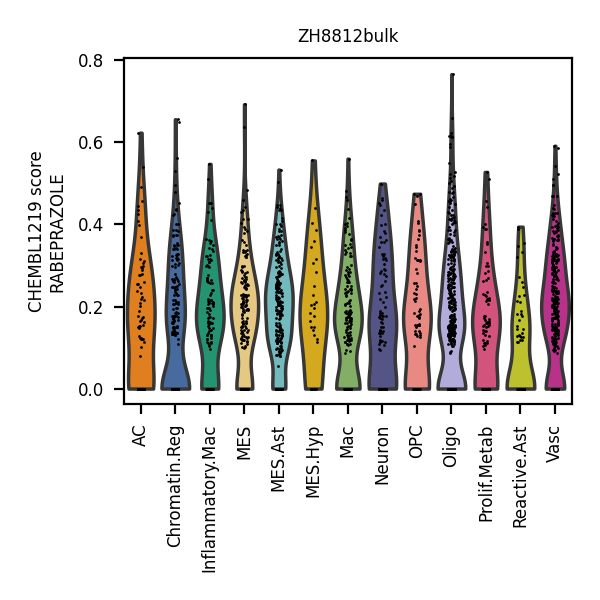 ZH8812bulk
CHEMBL1219 score
RABEPRAZOLE
0.8
0.6
0.4
0.2
0.0
AC
Chromatin.Reg
Inflammatory.Mac
MES
MES.Ast
MES.Hyp
Mac
Neuron
OPC
Oligo
Prolif.Metab
Reactive.Ast
Vasc